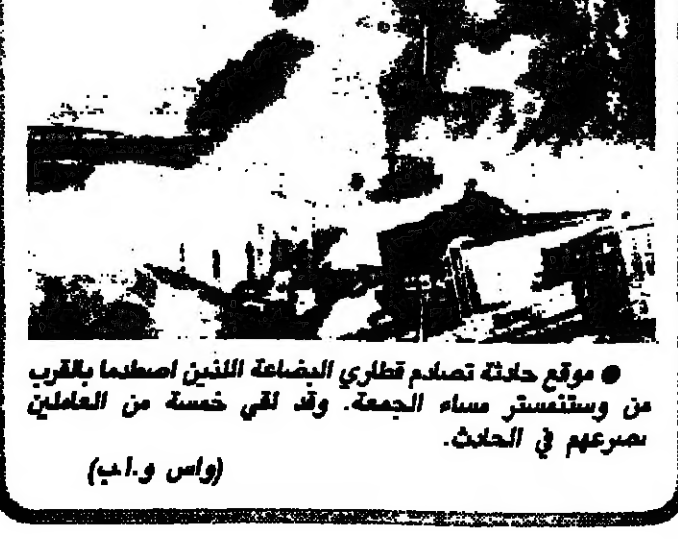 ● موقع حادثة تصادم قطاري البضاعة اللذين اصطدما بالقرب
من وستنمستر مساء الجمعة. وقد لقي خمسة من العاملين
مصرعهم في الحادث.
(واس و.ا.ب)